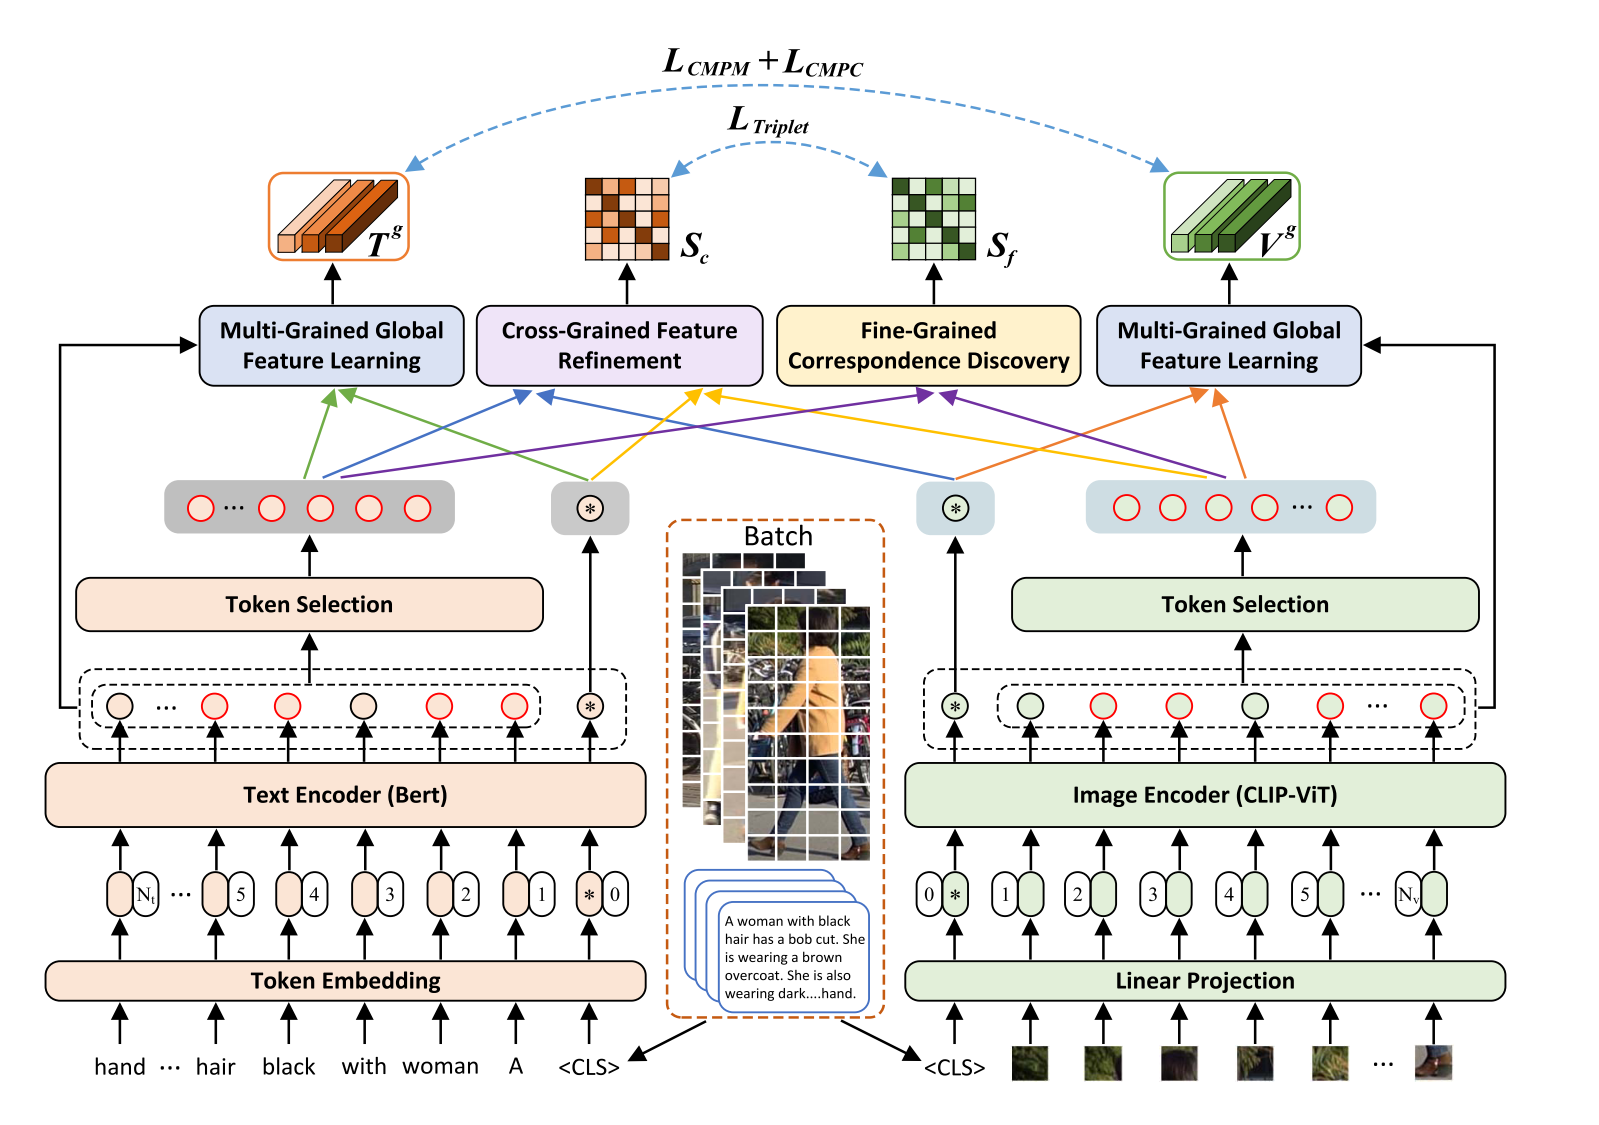 L CMPM + L CMPC
L Triplet
T^g
S_c
S_f
V^g
Multi-Grained Global
Feature Learning
Cross-Grained Feature
Refinement
Fine-Grained
Correspondence Discovery
Multi-Grained Global
Feature Learning
... * * ...
Batch
Token Selection
Token Selection
... * * ...
Text Encoder (Bert)
Image Encoder (CLIP-ViT)
N_t ... 5 4 3 2 1 * 0
0 * 1 2 3 4 5 ... N_v
A woman with black
hair has a bob cut. She
is wearing a brown
overcoat. She is also
wearing dark....hand.
Token Embedding
Linear Projection
hand ... hair black with woman A <CLS>
<CLS> ...